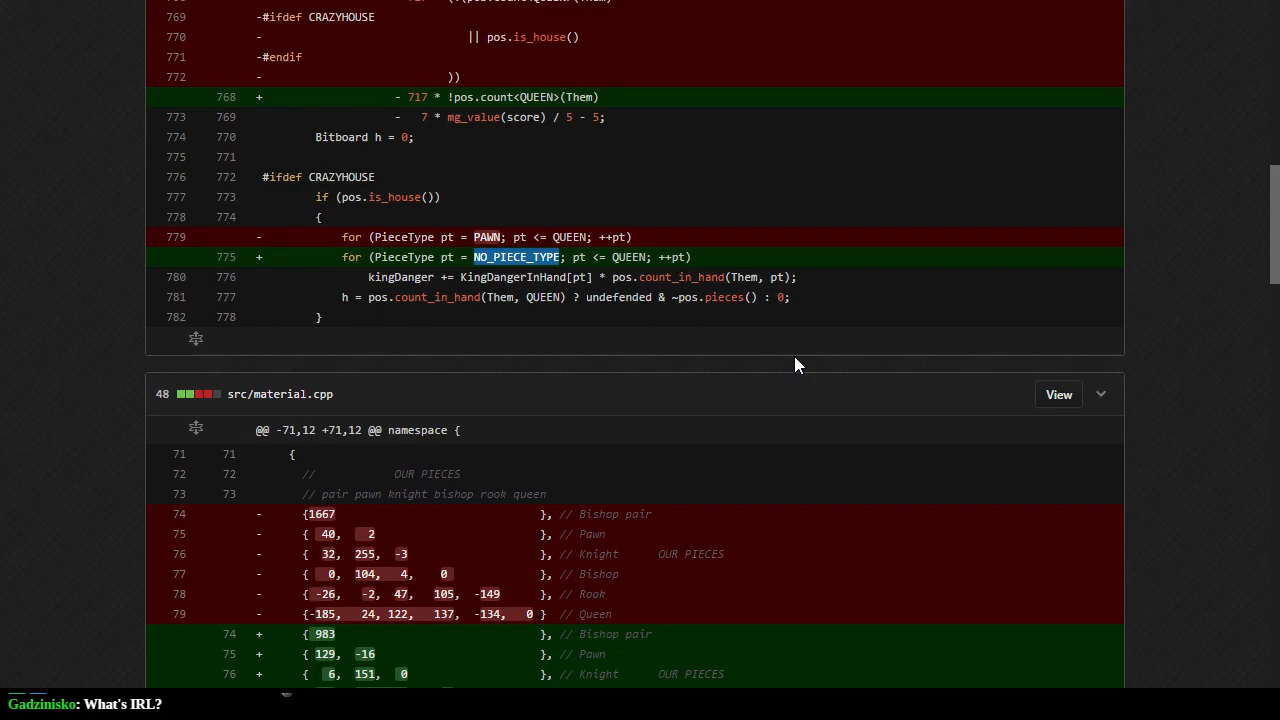 769 -#ifdef CRAZYHOUSE
770 - || pos.is_house()
771 -#endif
772 - ))
768 + - 717 * !pos.count<QUEEN>(Them)
773 769 - 7 * mg_value(score) / 5 - 5;
774 770 Bitboard h = 0;
775 771
776 772 #ifdef CRAZYHOUSE
777 773 if (pos.is_house())
778 774 {
779 - for (PieceType pt = PAWN; pt <= QUEEN; ++pt)
775 + for (PieceType pt = NO_PIECE_TYPE; pt <= QUEEN; ++pt)
780 776 kingDanger += KingDangerInHand[pt] * pos.count_in_hand(Them, pt);
781 777 h = pos.count_in_hand(Them, QUEEN) ? undefended & ~pos.pieces() : 0;
782 778 }
48 src/material.cpp View
@@ -71,12 +71,12 @@ namespace {
71 71 {
72 72 // OUR PIECES
73 73 // pair pawn knight bishop rook queen
74 - {1667 }, // Bishop pair
75 - { 40, 2 }, // Pawn
76 - { 32, 255, -3 }, // Knight OUR PIECES
77 - { 0, 104, 4, 0 }, // Bishop
78 - { -26, -2, 47, 105, -149 }, // Rook
79 - {-185, 24, 122, 137, -134, 0 } // Queen
74 + { 983 }, // Bishop pair
75 + { 129, -16 }, // Pawn
76 + { 6, 151, 0 }, // Knight OUR PIECES
Gadzinisko: What's IRL?